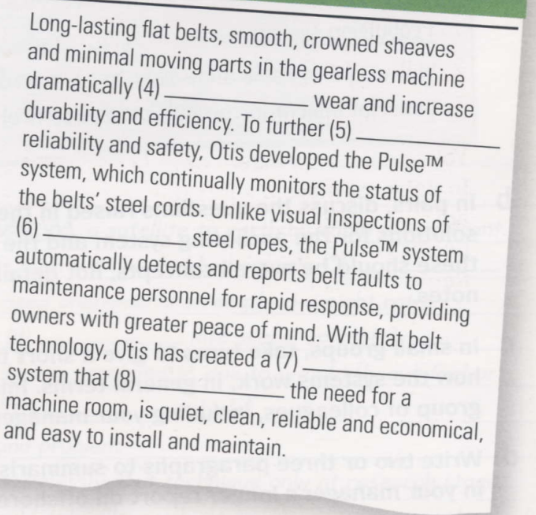 Long-lasting flat belts, smooth, crowned sheaves
and minimal moving parts in the gearless machine
dramatically (4) ______________ wear and increase
durability and efficiency. To further (5) ______________
reliability and safety, Otis developed the Pulse™
system, which continually monitors the status of
the belts' steel cords. Unlike visual inspections of
(6) ______________ steel ropes, the Pulse™ system
automatically detects and reports belt faults to
maintenance personnel for rapid response, providing
owners with greater peace of mind. With flat belt
technology, Otis has created a (7) ______________
system that (8) ______________ the need for a
machine room, is quiet, clean, reliable and economical,
and easy to install and maintain.